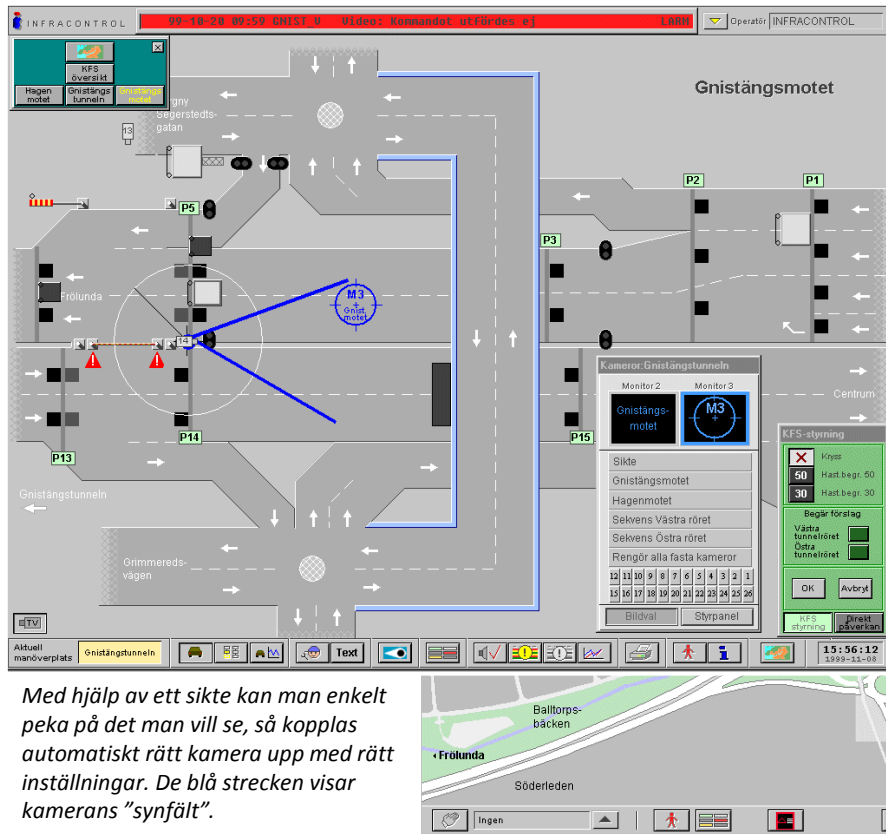 INFRACONTROL
99-10-20 09:59 GNIST_V Video: Kommandot utfördes ej LARM
Operatör INFRACONTROL
KFS översikt
Hagen motet
Gnistängs tunneln
Gnistängs motet
Gnistängsmotet
Segerstedts-
gatan
13
P5
P2
P1
P3
Frölunda
M3
Gnist.
motet
14
P13
P14
P15
Centrum
Gnistängstunneln
Grimmereds-
vägen
TV
Kameror:Gnistängstunneln
Monitor 2 Monitor 3
Gnistängs-
motet
M3
Sikte
Gnistängsmotet
Hagenmotet
Sekvens Västra röret
Sekvens Östra röret
Rengör alla fasta kameror
12 11 10 9 8 7 6 5 4 3 2 1
15 16 17 18 19 20 21 22 23 24 25 26
Bildval Styrpanel
KFS-styrning
Kryss
50 Hast.begr. 50
30 Hast.begr. 30
Begär förslag
Västra
tunnelröret
Östra
tunnelröret
OK Avbryt
KFS
styrning
Direkt
påverkan
Aktuell
manöverplats
Gnistängstunneln
Text
15:56:12
1999-11-08
Med hjälp av ett sikte kan man enkelt
peka på det man vill se, så kopplas
automatiskt rätt kamera upp med rätt
inställningar. De blå strecken visar
kamerans ”synfält”.
Balltorps-
bäcken
Frölunda
Söderleden
Ingen